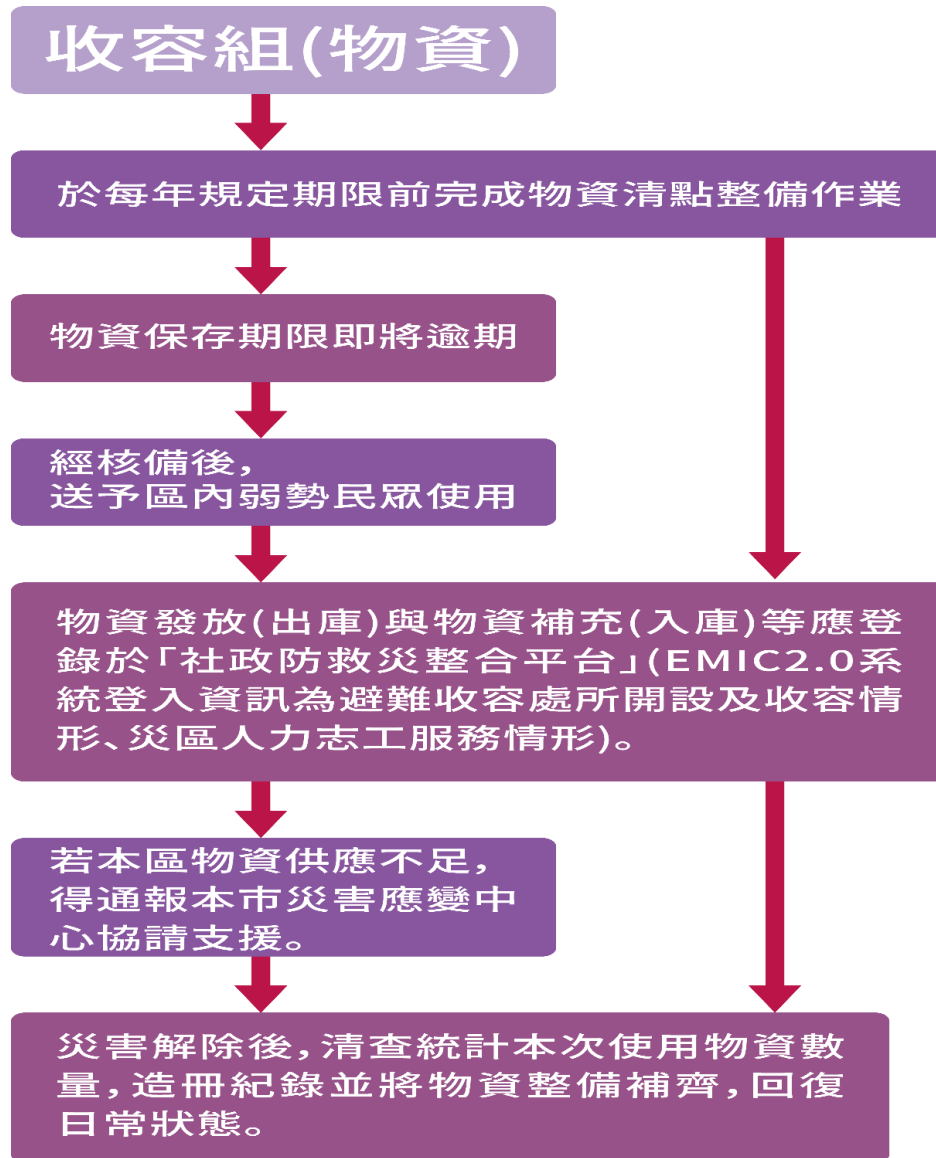 收容組(物資)
於每年規定期限前完成物資清點整備作業
物資保存期限即將逾期
經核備後,
送予區內弱勢民眾使用
物資發放(出庫)與物資補充(入庫)等應登
錄於「社政防救災整合平台」(EMIC2.0系
統登入資訊為避難收容處所開設及收容情
形、災區人力志工服務情形)。
若本區物資供應不足,
得通報本市災害應變中
心協請支援。
災害解除後,清查統計本次使用物資數
量,造冊紀錄並將物資整備補齊,回復
日常狀態。